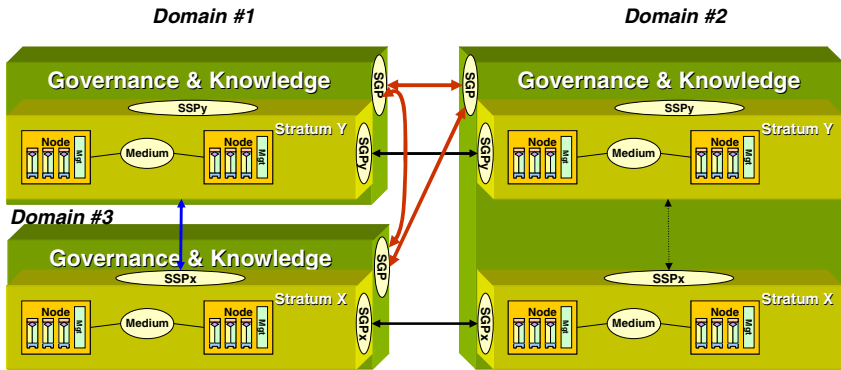 Domain #1
Domain #2
Governance & Knowledge
SGP
SGP
Governance & Knowledge
SSPy
SSPy
Stratum Y
Stratum Y
Node
Mgt
Medium
Node
Mgt
SGPy
SGPy
Node
Mgt
Medium
Node
Mgt
Domain #3
Governance & Knowledge
SGP
SSPx
SSPx
Stratum X
Stratum X
Node
Mgt
Medium
Node
Mgt
SGPx
SGPx
Node
Mgt
Medium
Node
Mgt